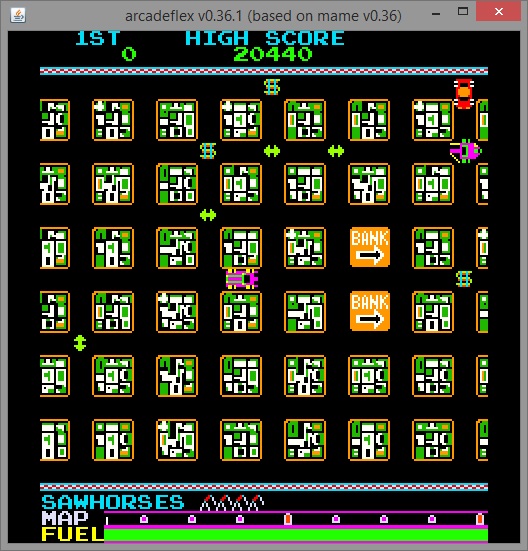 arcadeflex v0.36.1 (based on mame v0.36)
1ST HIGH SCORE
0 20440
BANK
BANK
SAWHORSES
MAP
FUEL